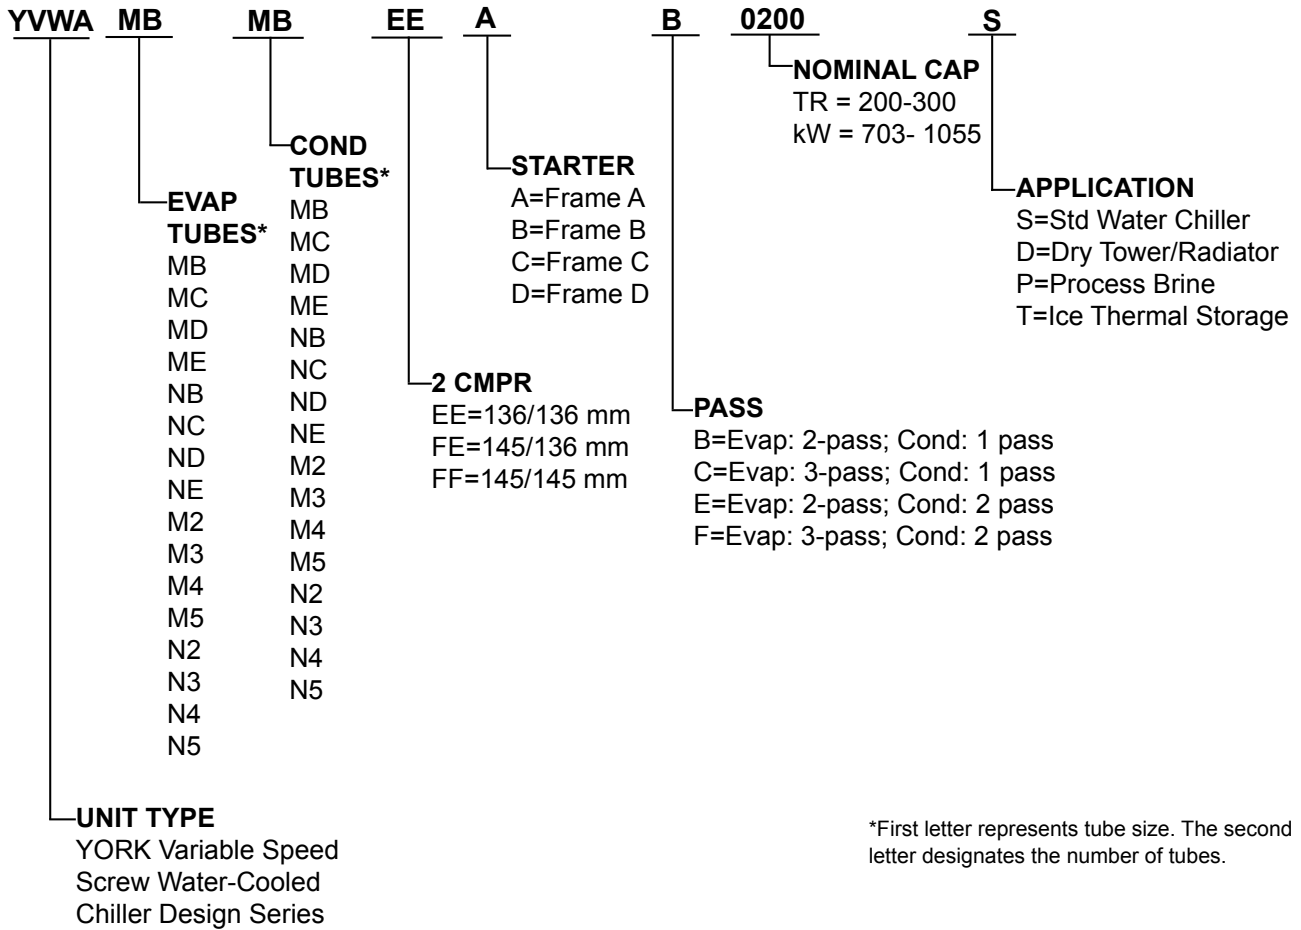 YVWA MB MB EE A B 0200 S
NOMINAL CAP
TR = 200-300
kW = 703- 1055
COND
TUBES*
MB
MC
MD
ME
NB
NC
ND
NE
M2
M3
M4
M5
N2
N3
N4
N5
STARTER
A=Frame A
B=Frame B
C=Frame C
D=Frame D
APPLICATION
S=Std Water Chiller
D=Dry Tower/Radiator
P=Process Brine
T=Ice Thermal Storage
EVAP
TUBES*
MB
MC
MD
ME
NB
NC
ND
NE
M2
M3
M4
M5
N2
N3
N4
N5
2 CMPR
EE=136/136 mm
FE=145/136 mm
FF=145/145 mm
PASS
B=Evap: 2-pass; Cond: 1 pass
C=Evap: 3-pass; Cond: 1 pass
E=Evap: 2-pass; Cond: 2 pass
F=Evap: 3-pass; Cond: 2 pass
UNIT TYPE
YORK Variable Speed
Screw Water-Cooled
Chiller Design Series
*First letter represents tube size. The second
letter designates the number of tubes.